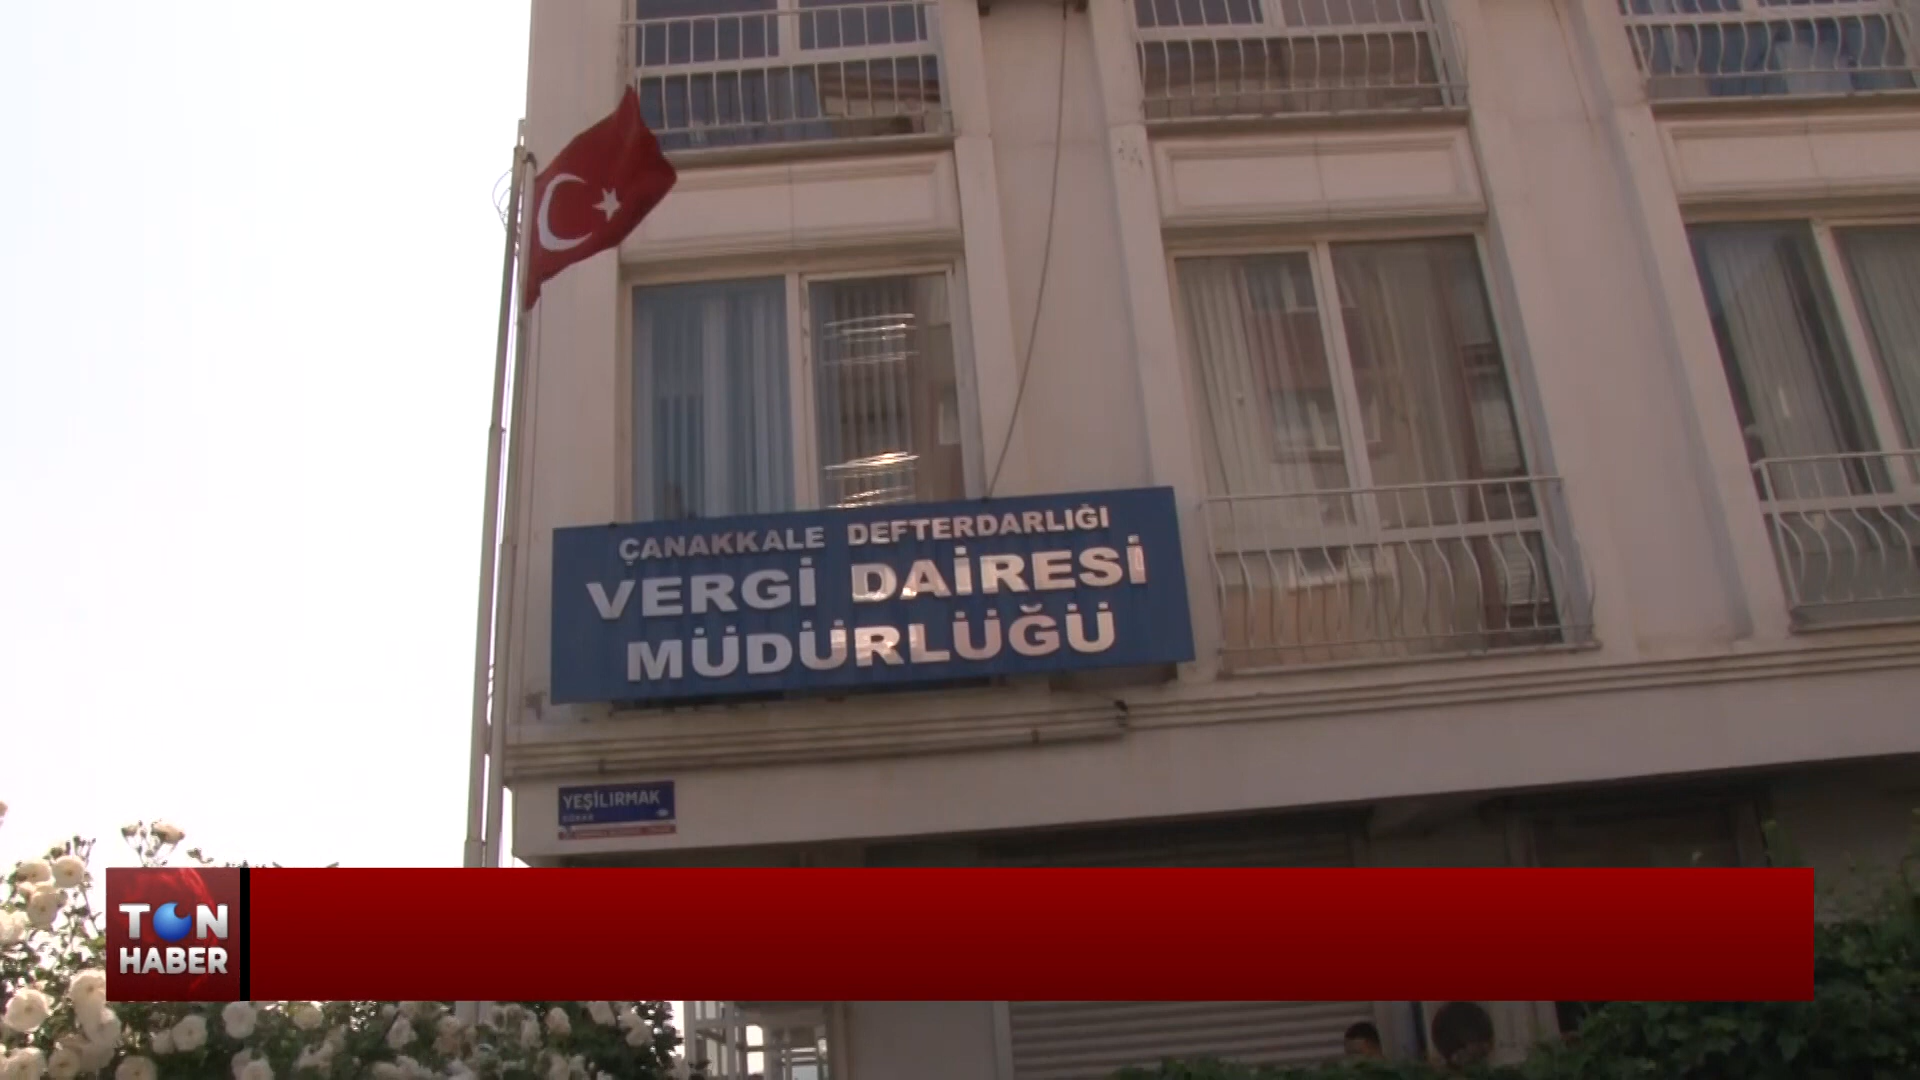 ÇANAKKALE DEFTERDARLIĞI
VERGİ DAİRESİ
MÜDÜRLÜĞÜ
YEŞİLIRMAK
TON
HABER